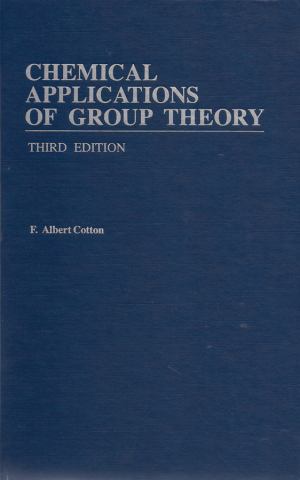 CHEMICAL
APPLICATIONS
OF GROUP THEORY
THIRD EDITION
F. Albert Cotton